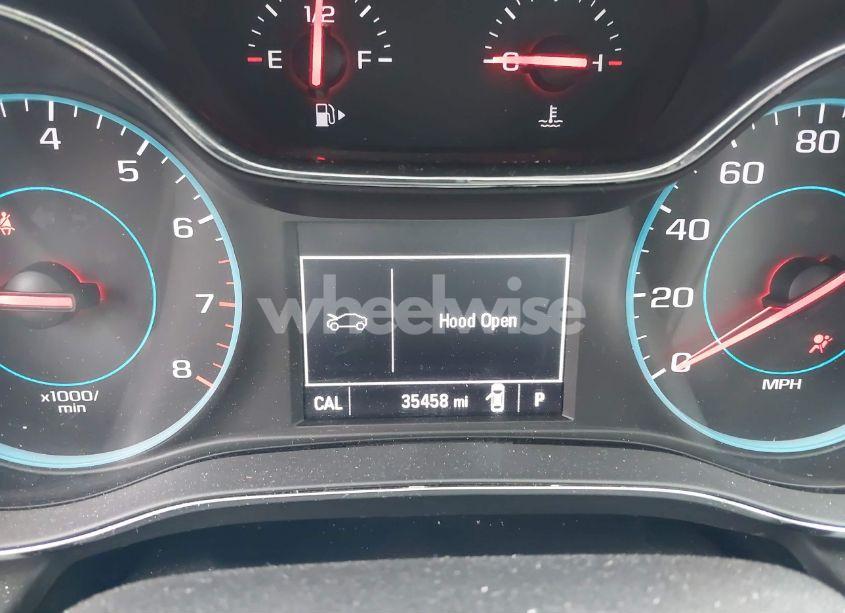 1/2
E F
C H
4
5
6
7
8
x1000/
min
80
60
40
20
0
MPH
wheelwise
Hood Open
CAL 35458 mi P